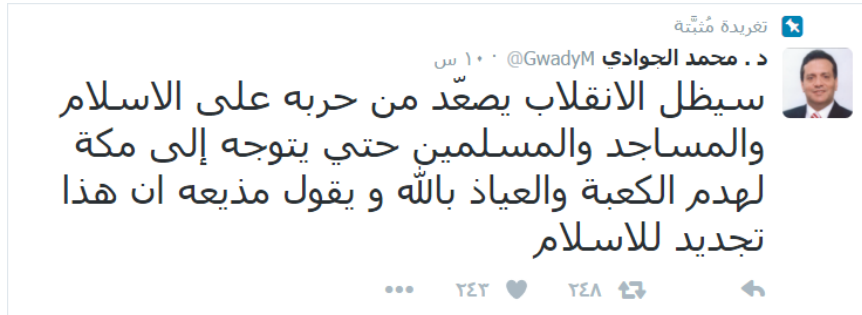 تغريدة مُثبَّتة
د . محمد الجوادي @GwadyM · ١٠ س
سيظل الانقلاب يصعّد من حربه على الاسلام
والمساجد والمسلمين حتي يتوجه إلى مكة
لهدم الكعبة والعياذ بالله و يقول مذيعه ان هذا
تجديد للاسلام
٢٤٨ ٢٤٣